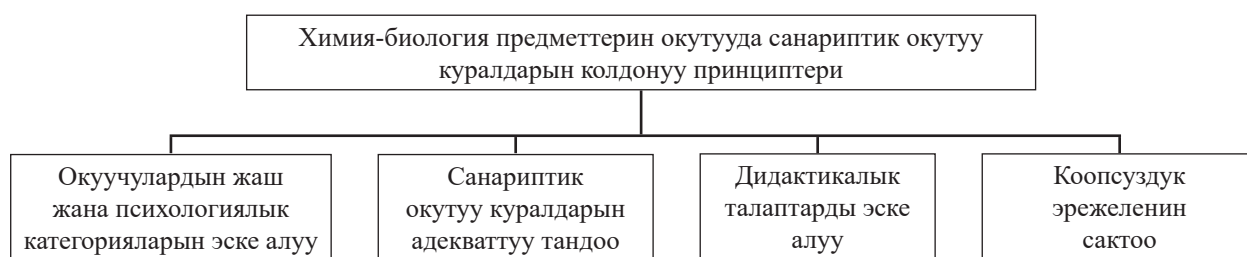 Химия-биология предметтерин окутууда санариптик окутуу
куралдарын колдонуу принциптери
Окуучулардын жаш
жана психологиялык
категорияларын эске алуу
Санариптик
окутуу куралдарын
адекваттуу тандоо
Дидактикалык
талаптарды эске
алуу
Коопсуздук
эрежеленин
сактоо